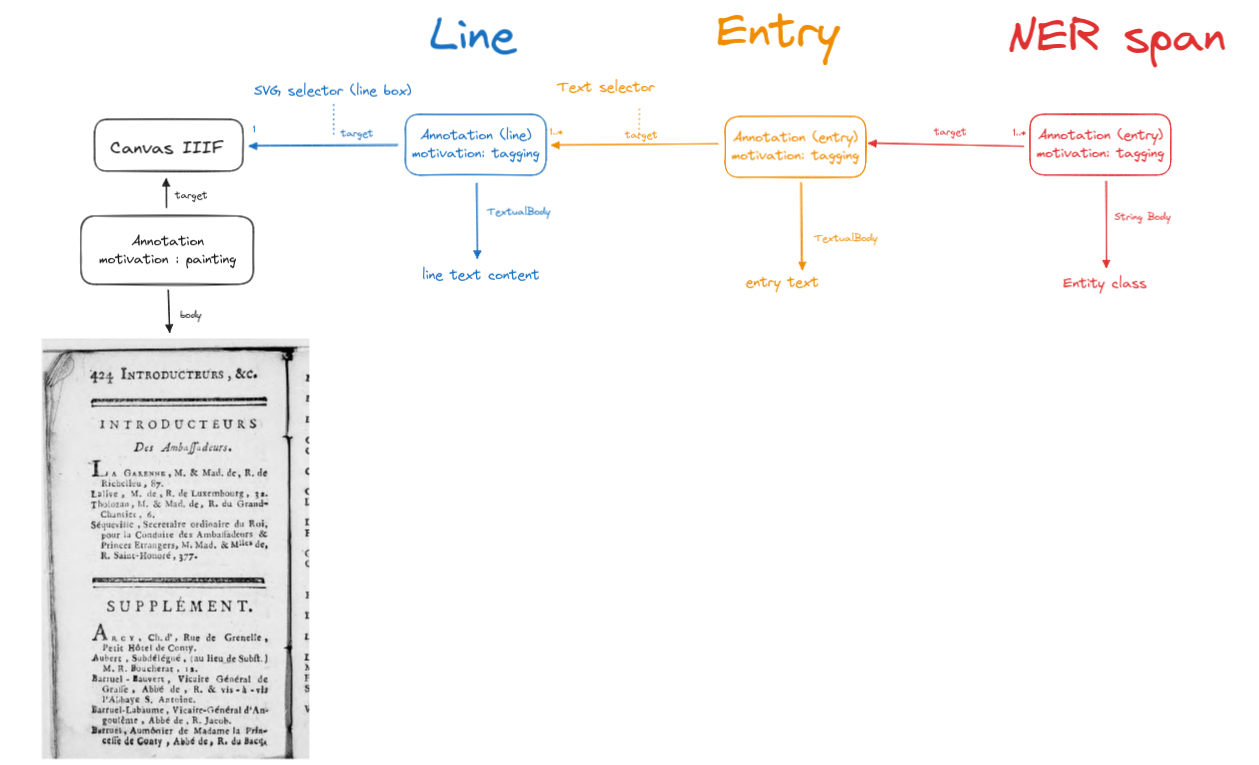 Line
Entry
NER span
SVG selector (line box)
Text selector
1
target
1..*
target
target
1..*
Canvas IIIF
Annotation (line)
motivation: tagging
Annotation (entry)
motivation: tagging
Annotation (entry)
motivation: tagging
target
TextualBody
TextualBody
String Body
Annotation
motivation : painting
line text content
entry text
Entity class
body
424 INTRODUCTEURS, &c.
INTRODUCTEURS
Des Ambassadeurs.
LA GARENNE, M. & Mad. de, R. de
Richelieu, 87.
Lalive, M. de, R. de Luxembourg, 32.
Tholozan, M. & Mad. de, R. du Grand-
Chantier, 6.
Séqueville, Secretaire ordinaire du Roi,
pour la Conduite des Ambassadeurs &
Princes Etrangers, M. Mad. & Mlles de,
R. Saint-Honoré, 377.
SUPPLÉMENT.
ARCY, Ch. d', Rue de Grenelle,
Petit Hôtel de Conty.
Aubert, Subdélégué, (au lieu de Subst.)
M. R. Boucherat, 12.
Barruel-Bauvert, Vicaire Général de
Grasse, Abbé de, R. & vis-à-vis
l'Abbaye S. Antoine.
Barruel-Labaume, Vicaire-Général d'An-
goulême, Abbé de, R. Jacob.
Barruel, Aumônier de Madame la Prin-
cesse de Conty, Abbé de, R. du Bacq.